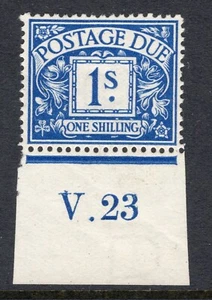 POSTAGE DUE
1s.
ONE SHILLING
V.23